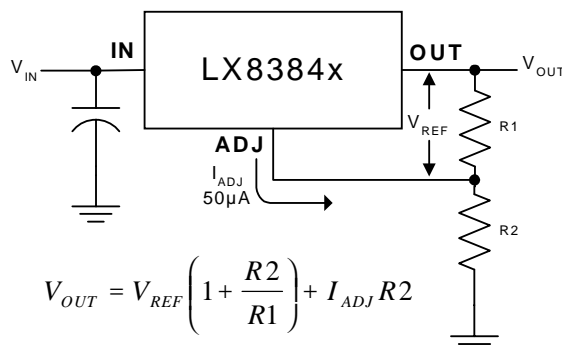 IN
OUT
V_IN
LX8384x
V_OUT
V_REF
R1
ADJ
I_ADJ
50µA
R2
V_OUT = V_REF (1 + R2/R1) + I_ADJ R2